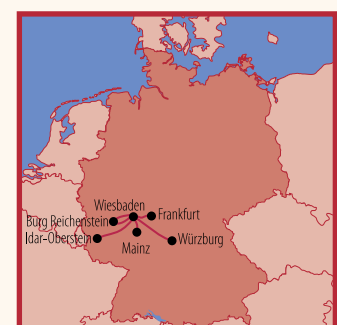 Wiesbaden
Frankfurt
Burg Reichenstein
Idar-Oberstein
Mainz
Würzburg